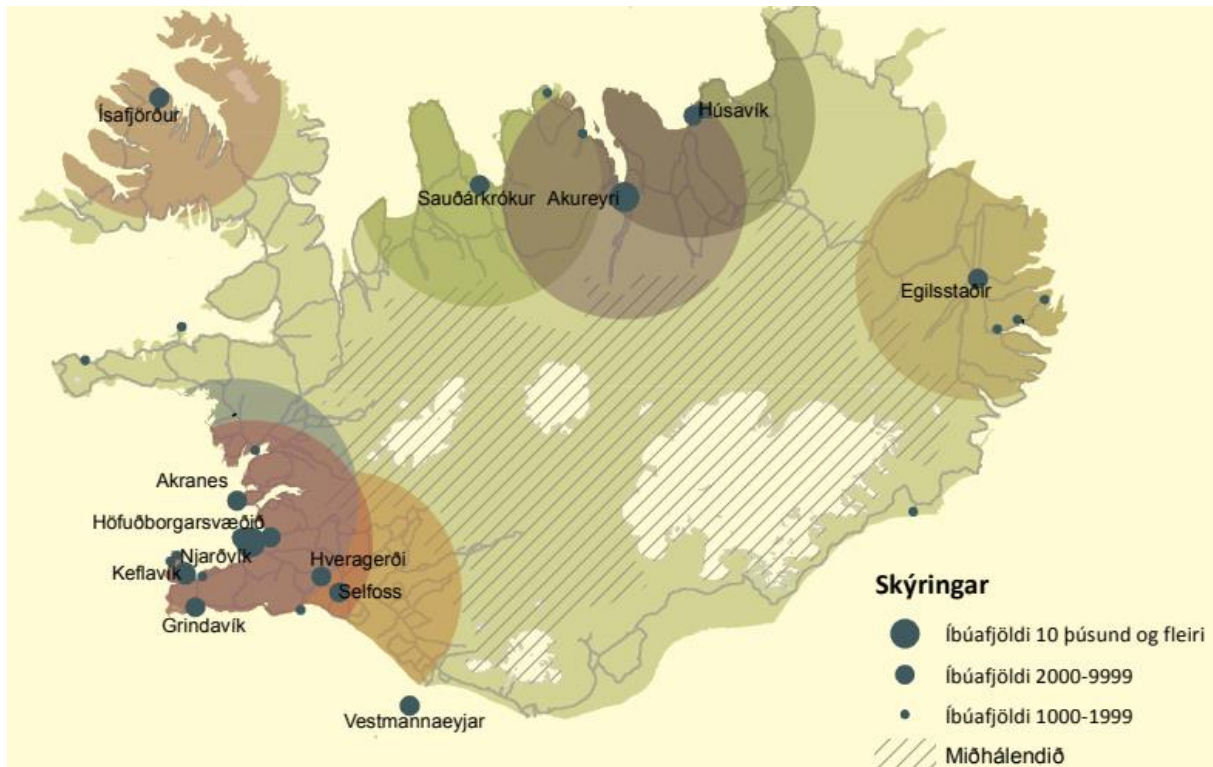 Ísafjörður
Húsavík
Sauðárkrókur
Akureyri
Egilsstaðir
Akranes
Höfuðborgarsvæðið
Njarðvík
Keflavík
Hveragerði
Selfoss
Grindavík
Vestmannaeyjar
Skýringar
Íbúafjöldi 10 þúsund og fleiri
Íbúafjöldi 2000-9999
Íbúafjöldi 1000-1999
Miðhálendið